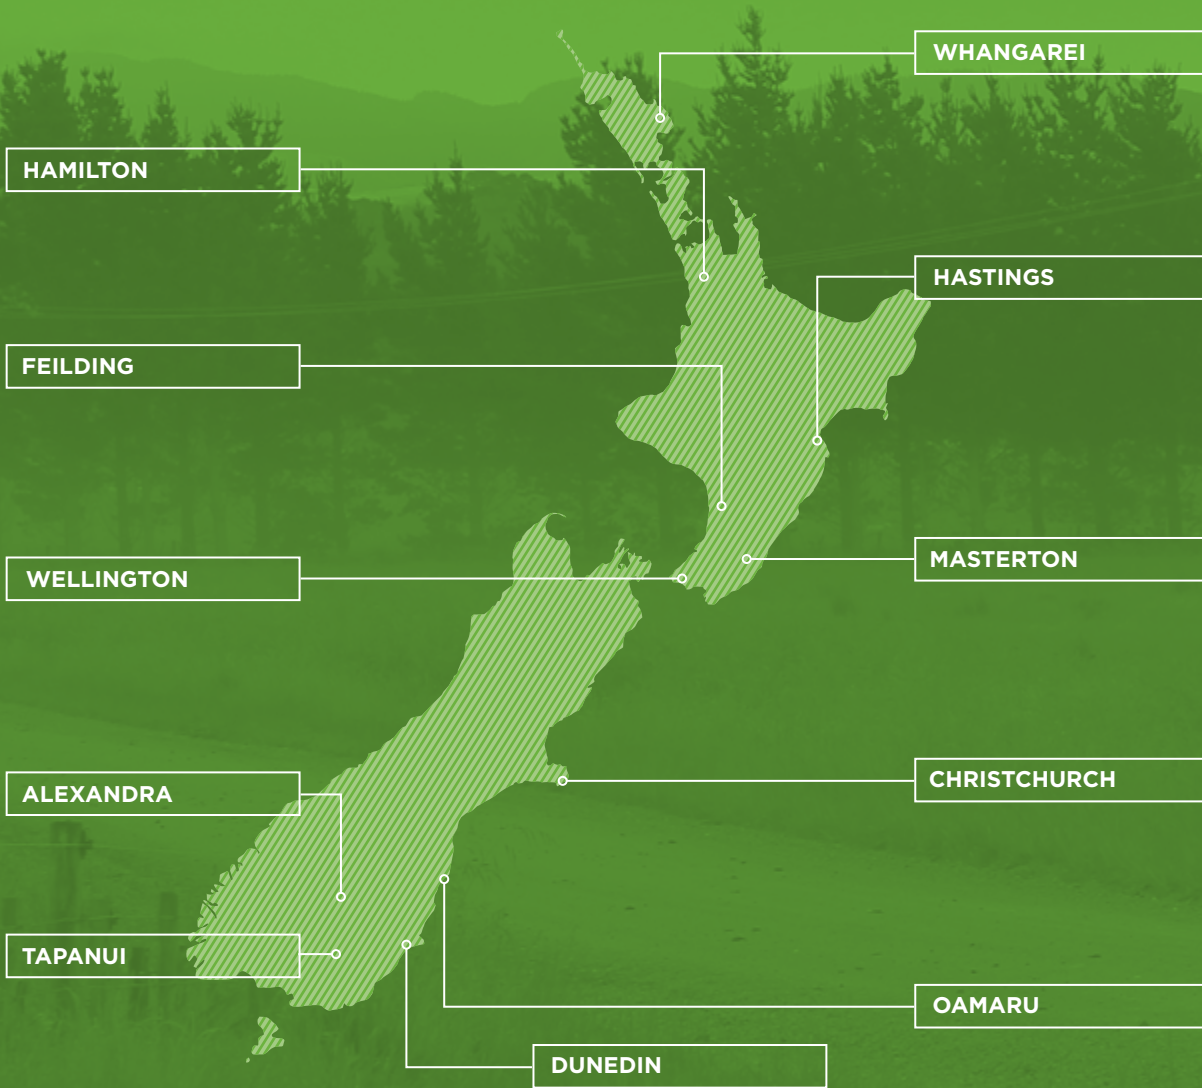 WHANGAREI
HAMILTON
HASTINGS
FEILDING
MASTERTON
WELLINGTON
CHRISTCHURCH
ALEXANDRA
TAPANUI
OAMARU
DUNEDIN